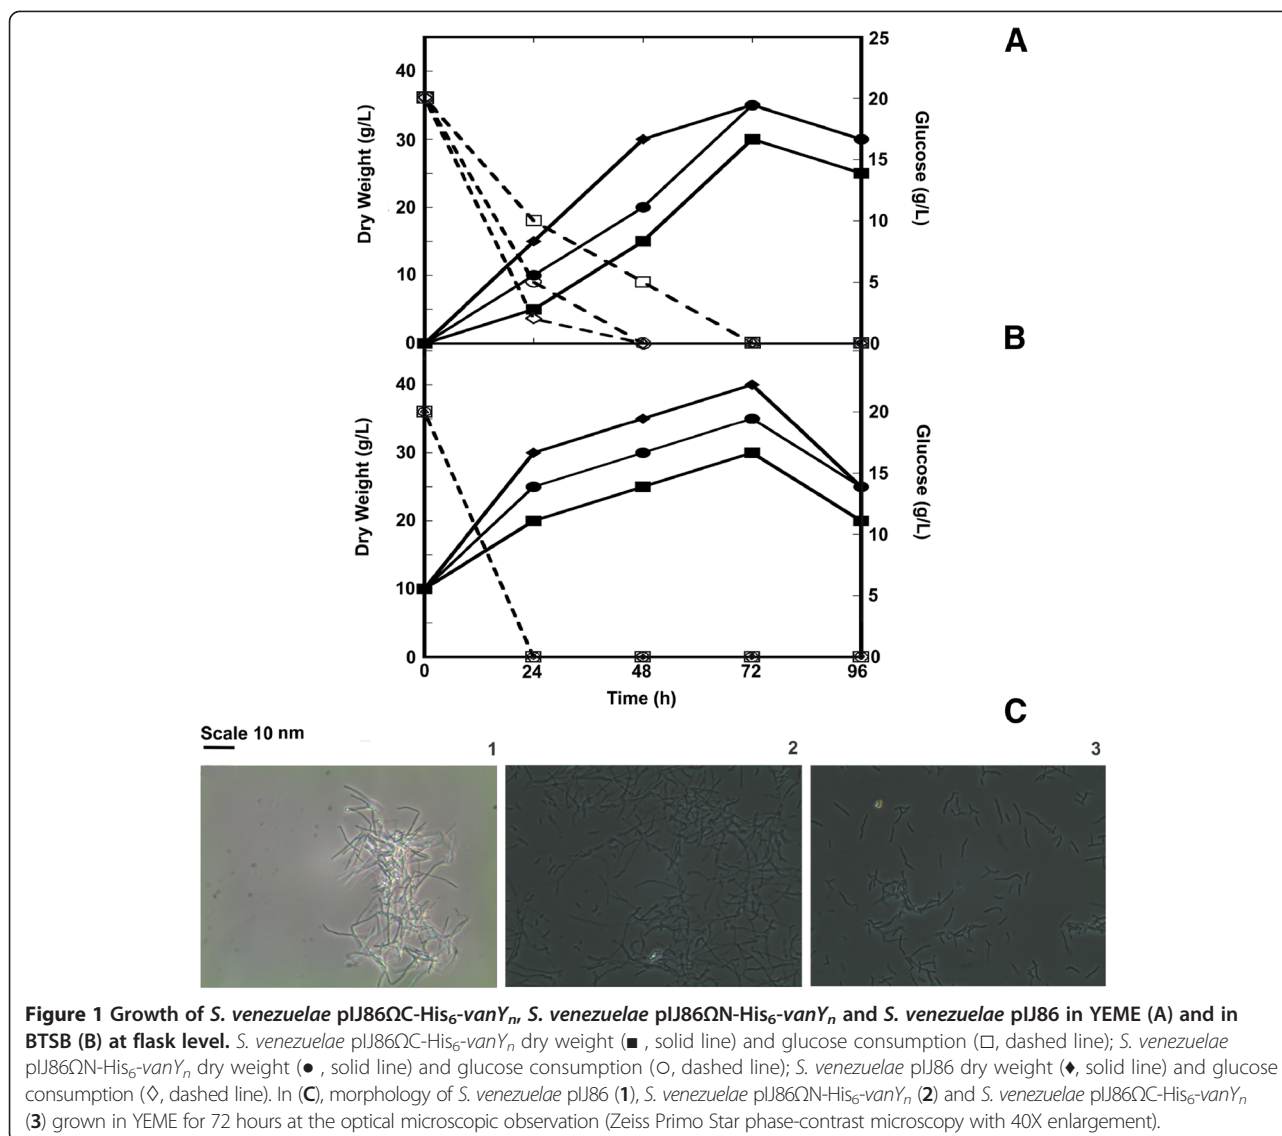 A
25
40
20
30
15
20
10
10
5
0
0
Dry Weight (g/L)
Glucose (g/L)
B
40
20
30
15
20
10
10
5
0
0
Dry Weight (g/L)
Glucose (g/L)
0 24 48 72 96
Time (h)
C
Scale 10 nm
1 2 3
Figure 1 Growth of S. venezuelae pIJ86ΩC-His₆-vanYₙ, S. venezuelae pIJ86ΩN-His₆-vanYₙ and S. venezuelae pIJ86 in YEME (A) and in
BTSB (B) at flask level. S. venezuelae pIJ86ΩC-His₆-vanYₙ dry weight (■ , solid line) and glucose consumption (□, dashed line); S. venezuelae
pIJ86ΩN-His₆-vanYₙ dry weight (● , solid line) and glucose consumption (○, dashed line); S. venezuelae pIJ86 dry weight (♦, solid line) and glucose
consumption (◊, dashed line). In (C), morphology of S. venezuelae pIJ86 (1), S. venezuelae pIJ86ΩN-His₆-vanYₙ (2) and S. venezuelae pIJ86ΩC-His₆-vanYₙ
(3) grown in YEME for 72 hours at the optical microscopic observation (Zeiss Primo Star phase-contrast microscopy with 40X enlargement).